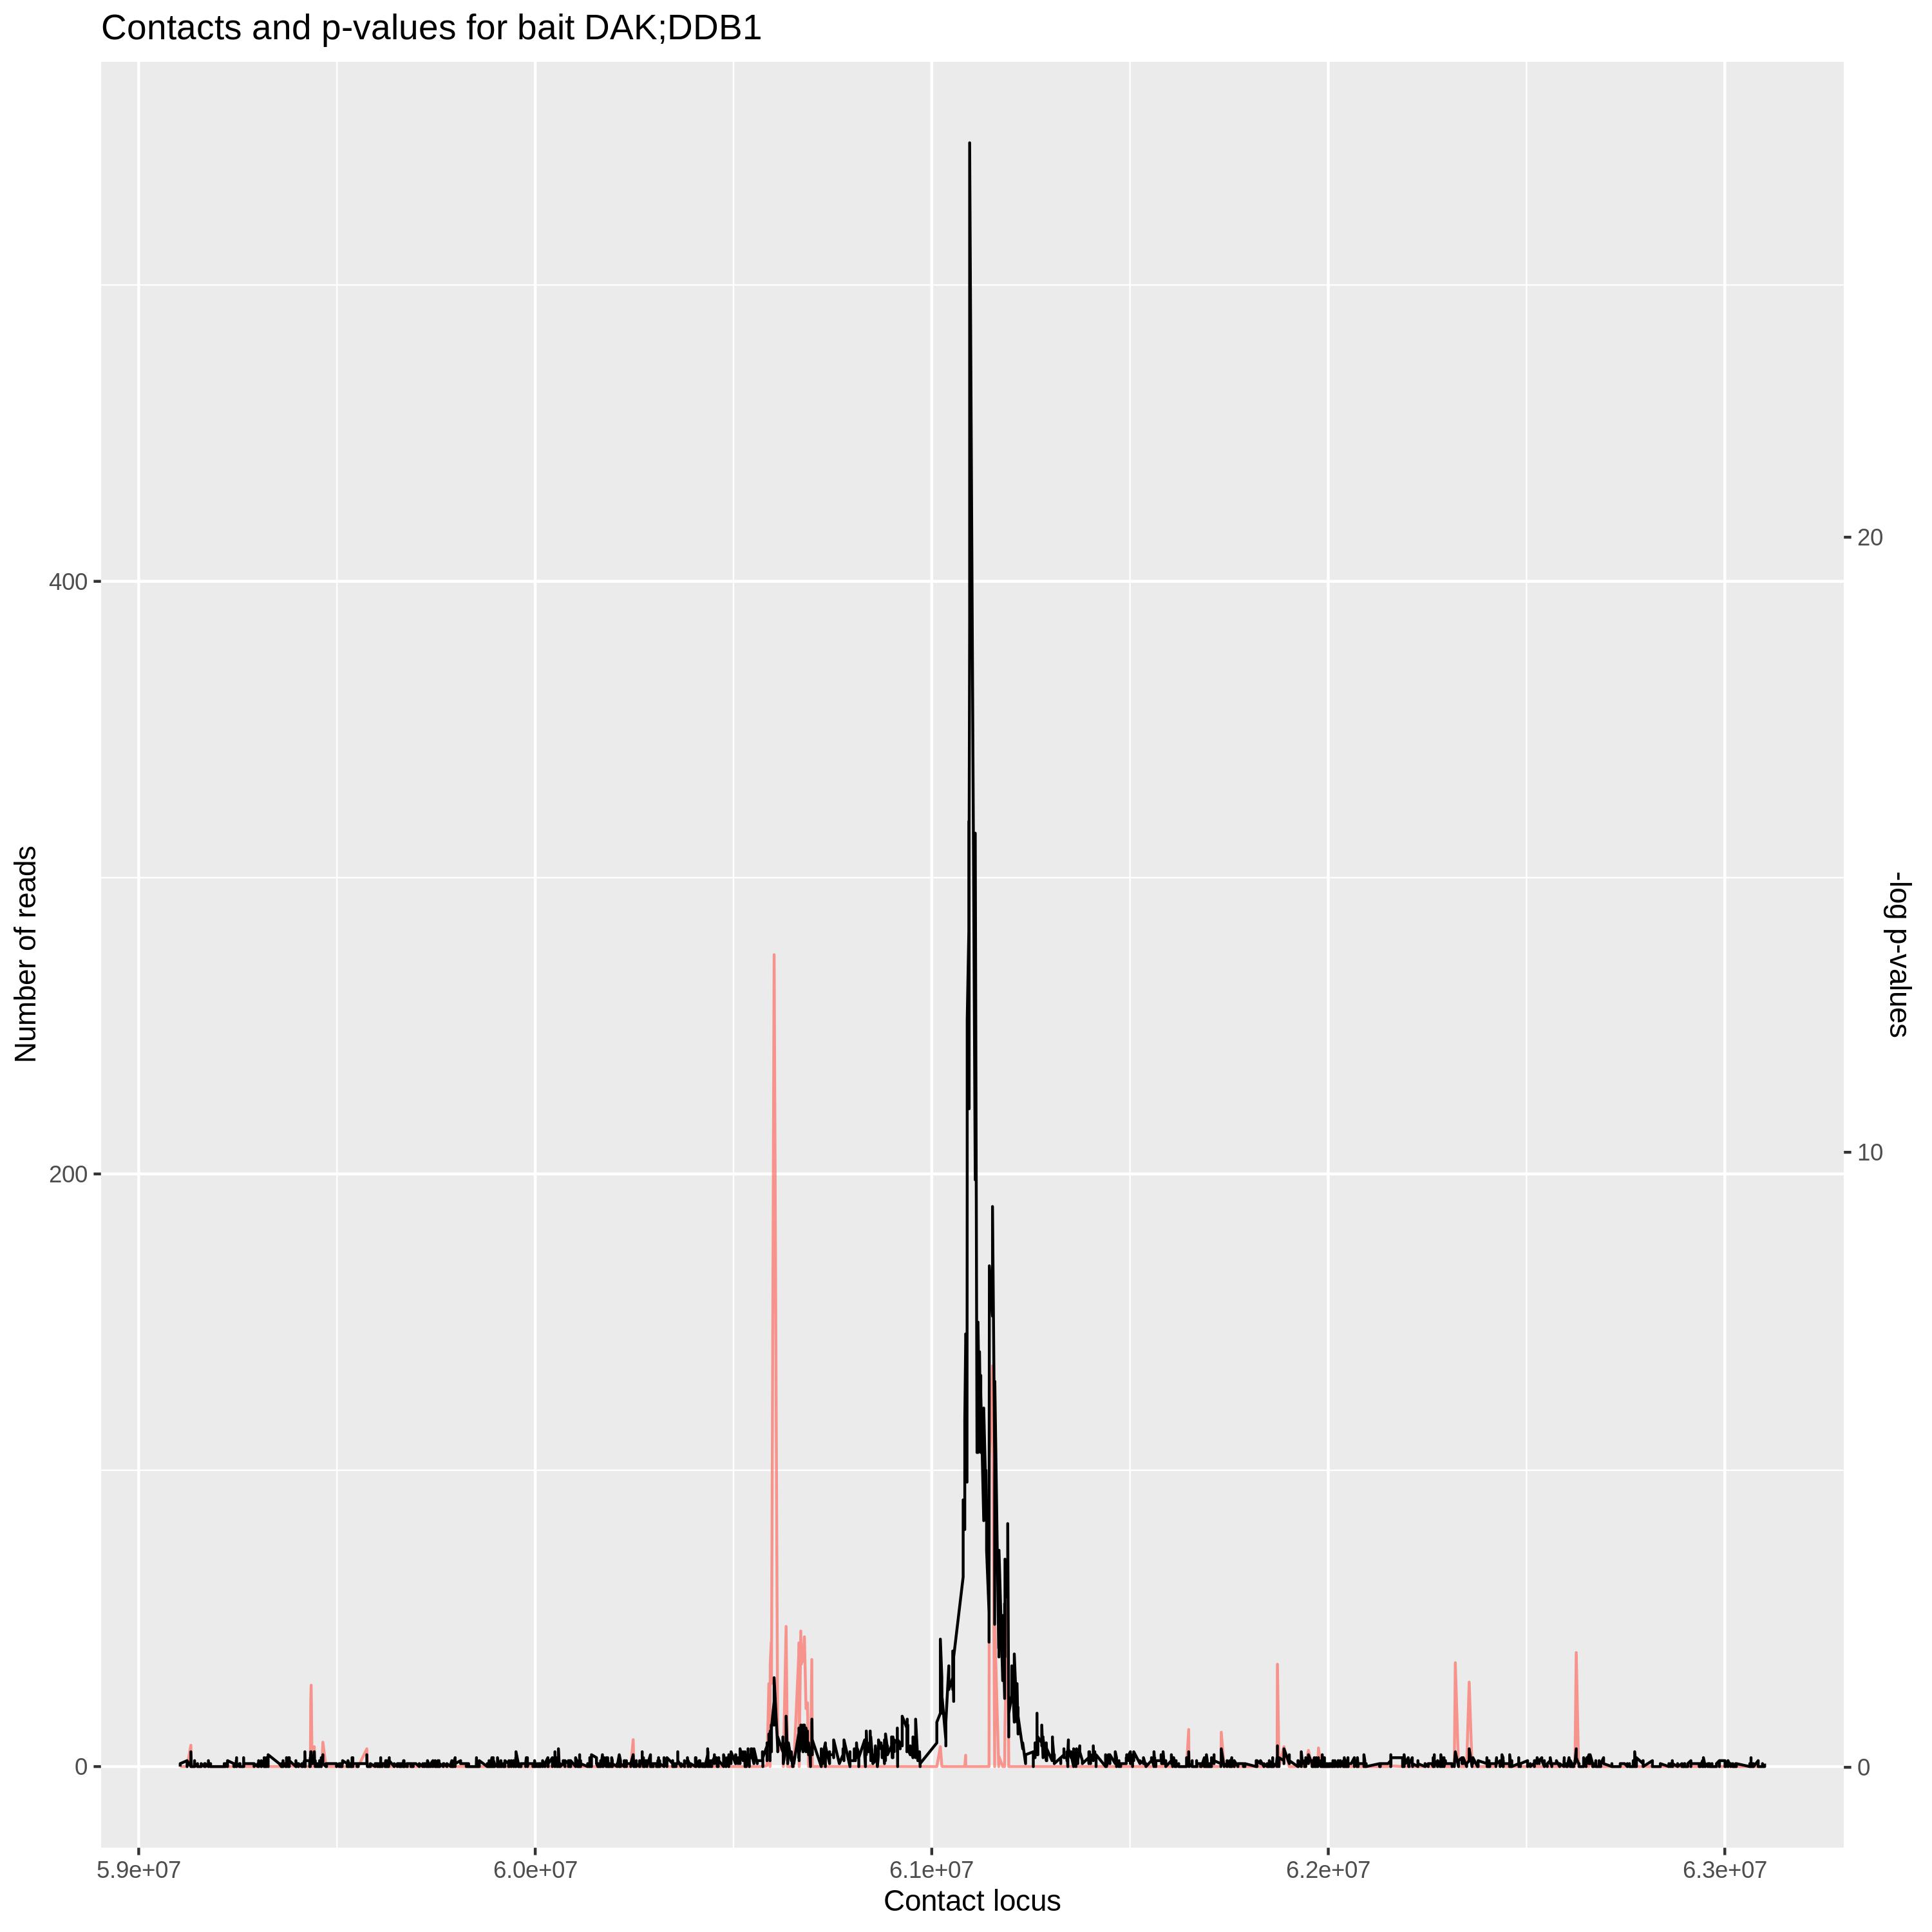 Contacts and p-values for bait DAK;DDB1
Number of reads
400
200
0
20
10
0
-log p-values
5.9e+07
6.0e+07
6.1e+07
6.2e+07
6.3e+07
Contact locus